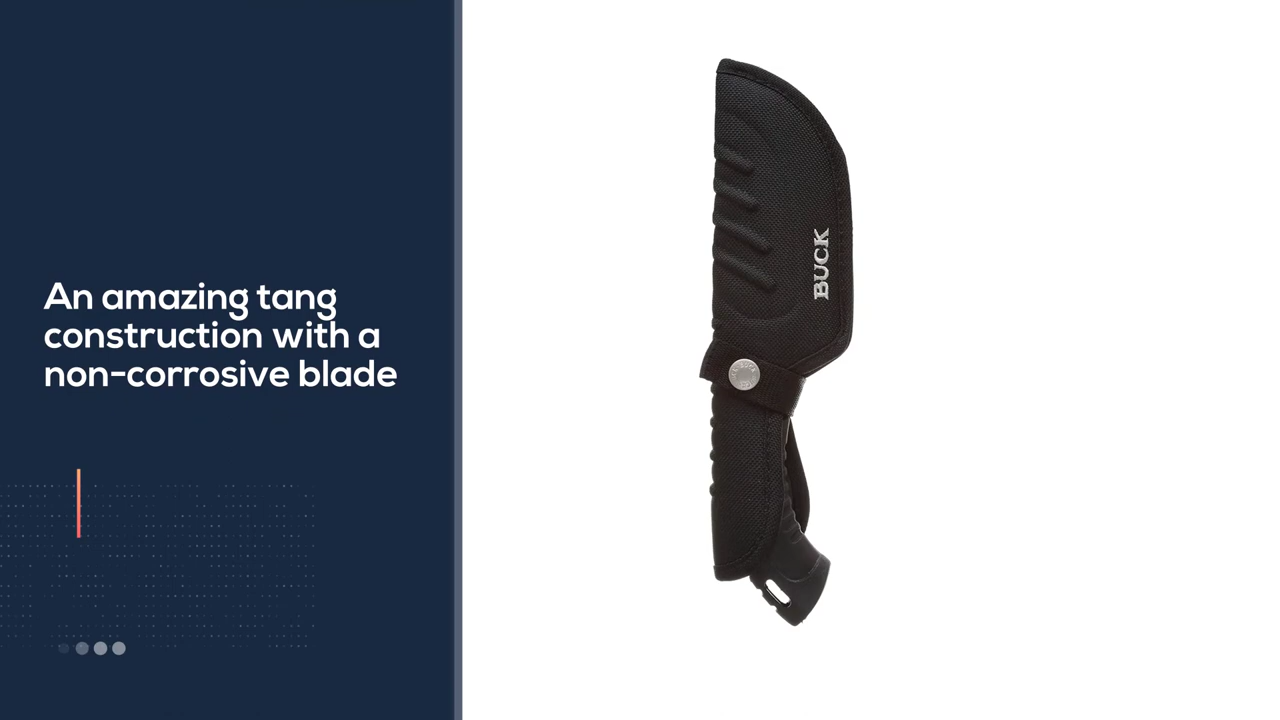 An amazing tang
construction with a
non-corrosive blade
BUCK